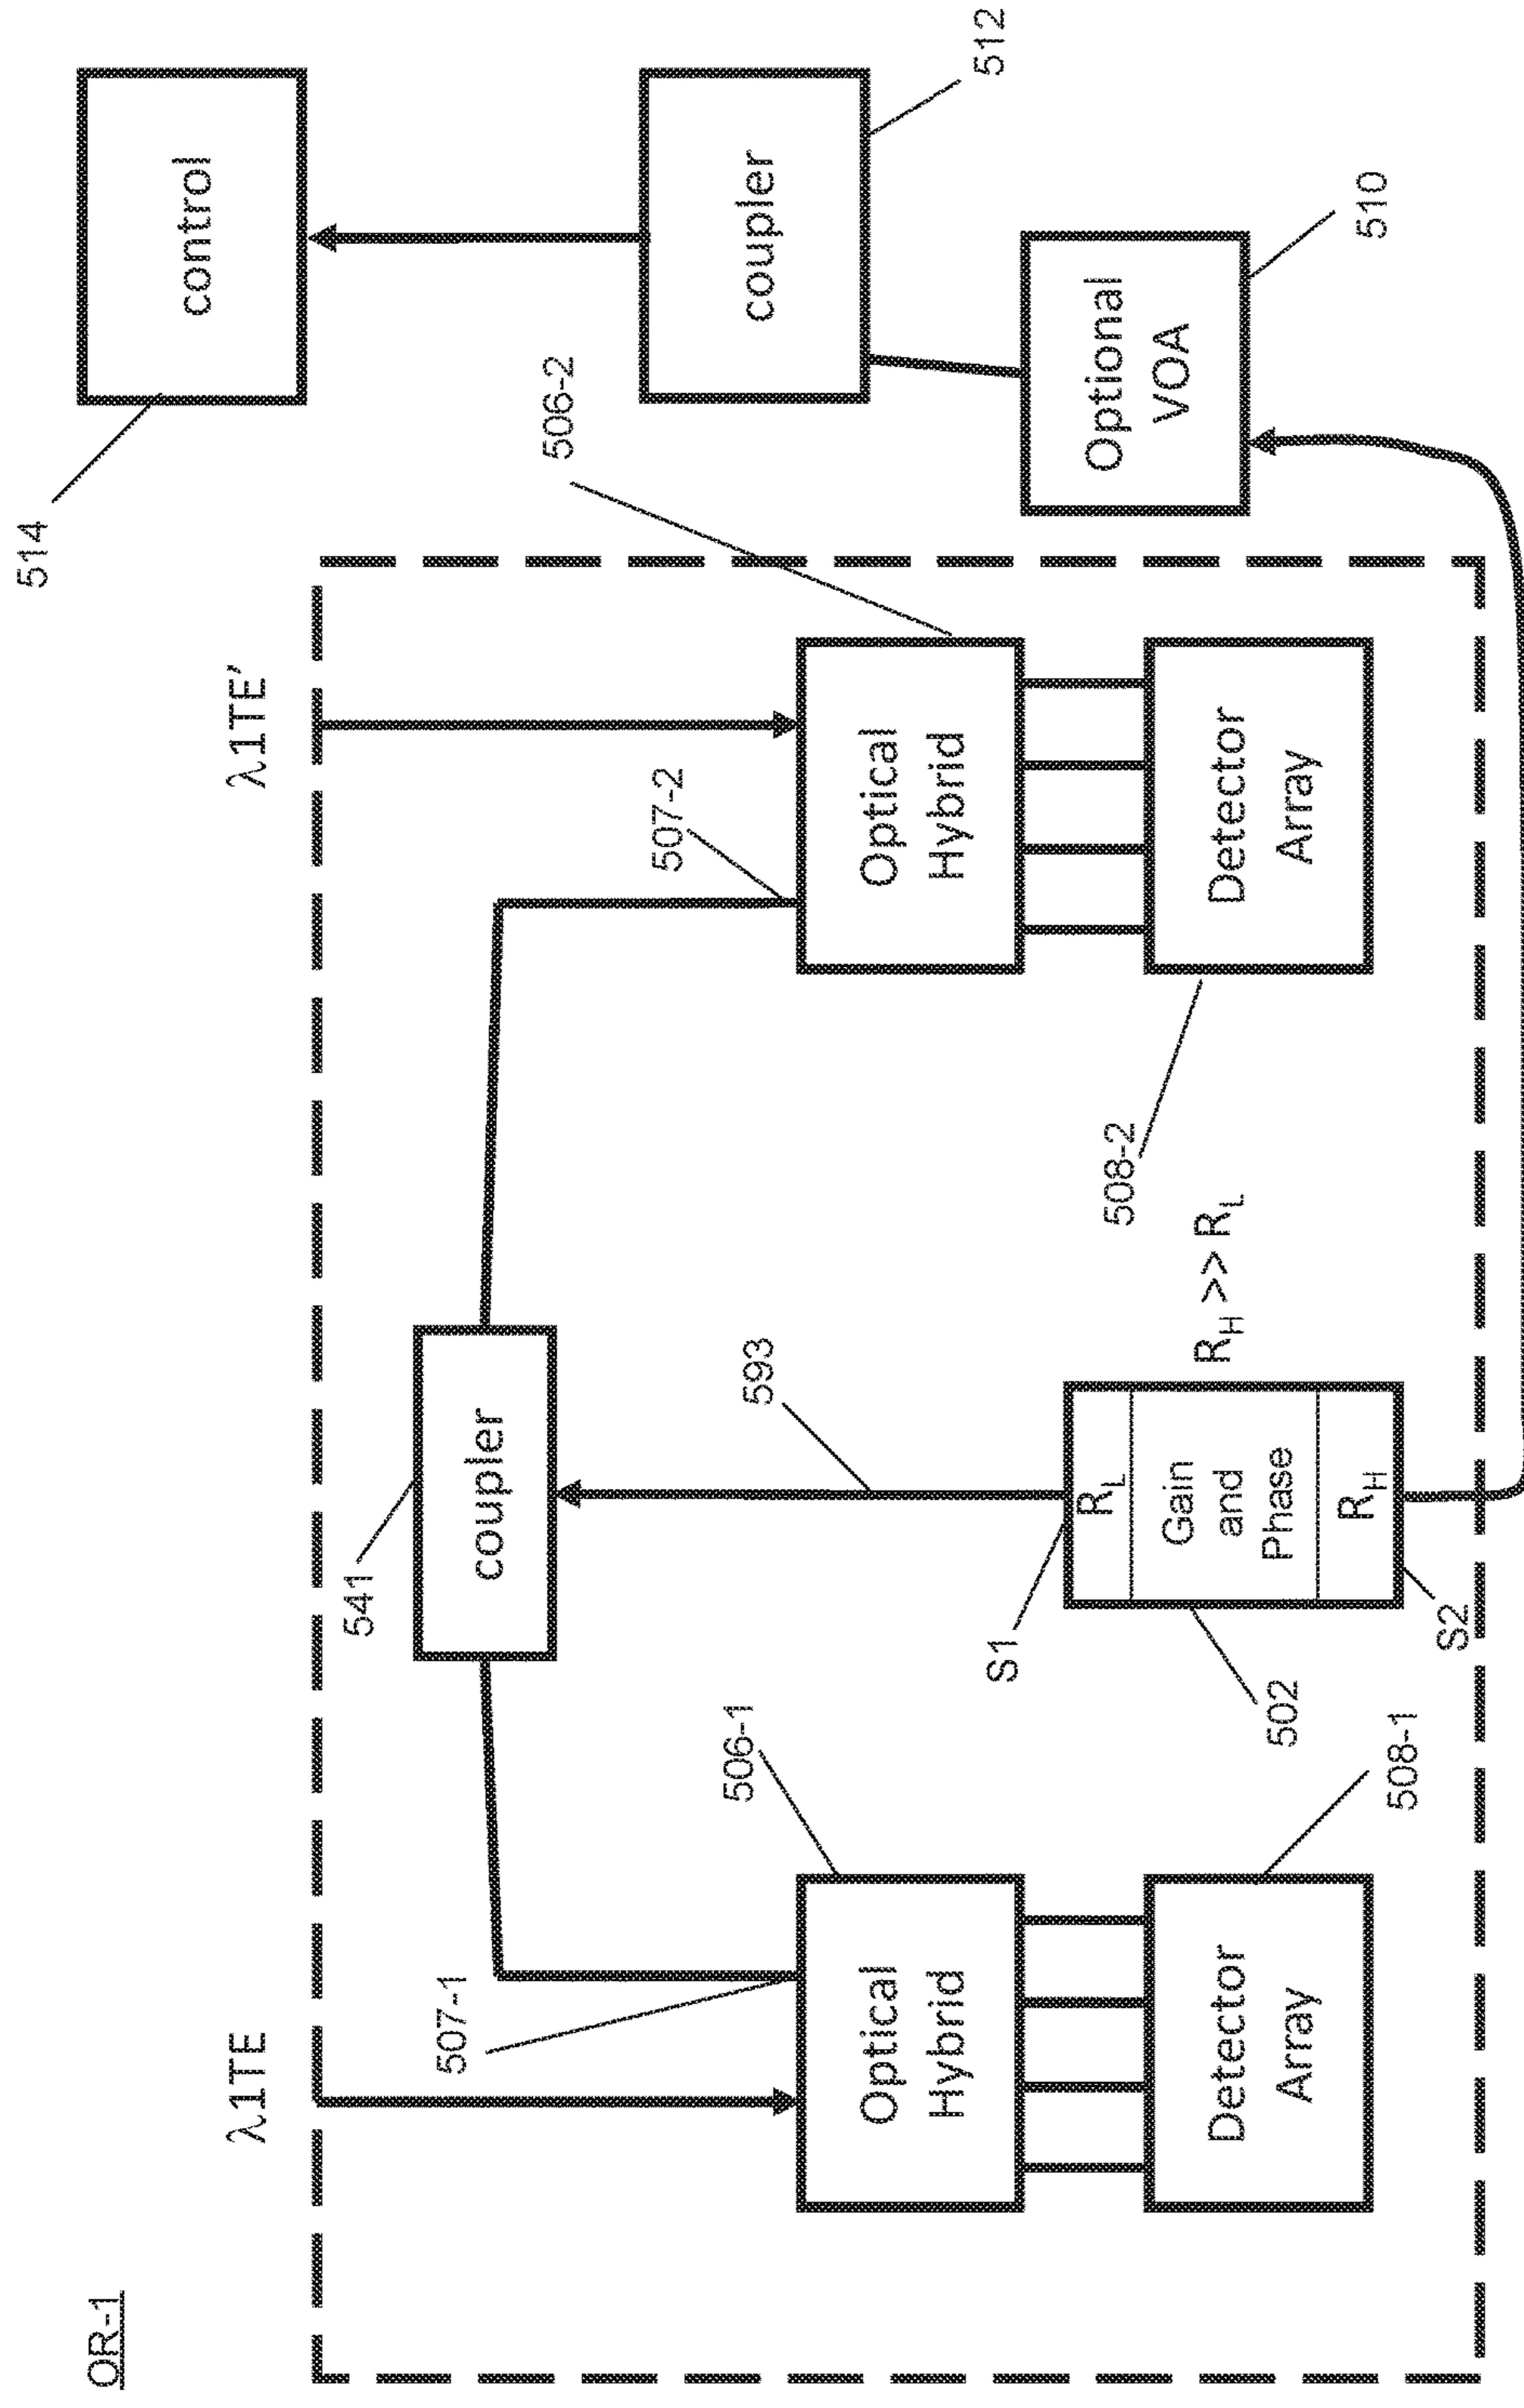 OR-1
λ1TE
λ1TE′
514
control
541
coupler
507-1
507-2
506-2
coupler
512
506-1
593
Optical
Hybrid
Optical
Hybrid
S1
R_L
Gain
and
Phase
R_H
R_H >> R_L
Optional
VOA
510
508-2
Detector
Array
Detector
Array
502
508-1
S2